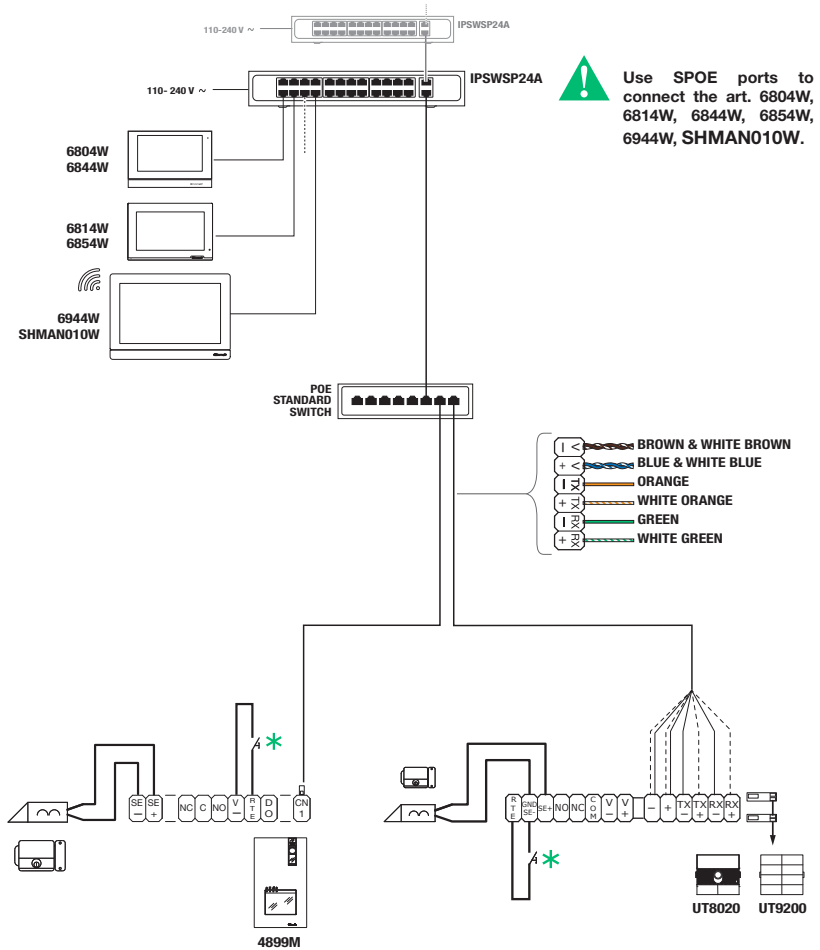 110-240 V ~
IPSWSP24A
110- 240 V ~
IPSWSP24A
Use SPOE ports to
connect the art. 6804W,
6814W, 6844W, 6854W,
6944W, SHMAN010W.
6804W
6844W
6814W
6854W
6944W
SHMAN010W
POE
STANDARD
SWITCH
V − BROWN & WHITE BROWN
V + BLUE & WHITE BLUE
TX − ORANGE
TX + WHITE ORANGE
RX − GREEN
RX + WHITE GREEN
*
SE − SE + NC C NO V − RTE DO CN 1
4899M
*
RTE GND SE- SE+ NO NC COM V − V + − + TX − TX + RX − RX +
UT8020 UT9200